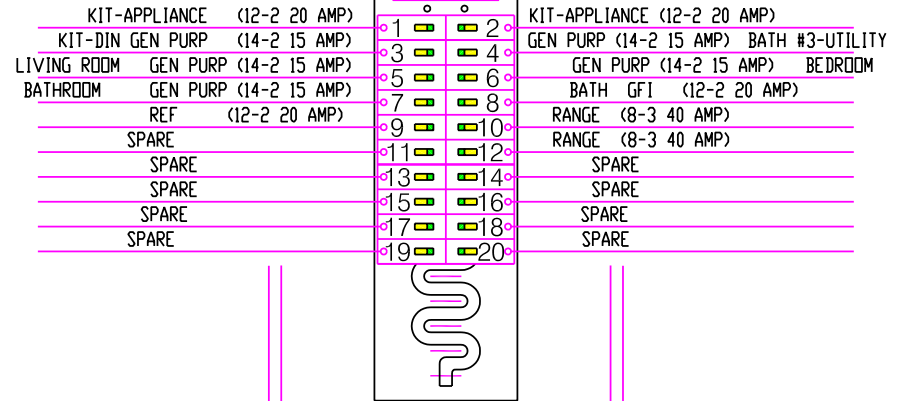 KIT-APPLIANCE (12-2 20 AMP) 1 2 KIT-APPLIANCE (12-2 20 AMP)
KIT-DIN GEN PURP (14-2 15 AMP) 3 4 GEN PURP (14-2 15 AMP) BATH #3-UTILITY
LIVING ROOM GEN PURP (14-2 15 AMP) 5 6 GEN PURP (14-2 15 AMP) BEDROOM
BATHROOM GEN PURP (14-2 15 AMP) 7 8 BATH GFI (12-2 20 AMP)
REF (12-2 20 AMP) 9 10 RANGE (8-3 40 AMP)
SPARE 11 12 RANGE (8-3 40 AMP)
SPARE 13 14 SPARE
SPARE 15 16 SPARE
SPARE 17 18 SPARE
SPARE 19 20 SPARE